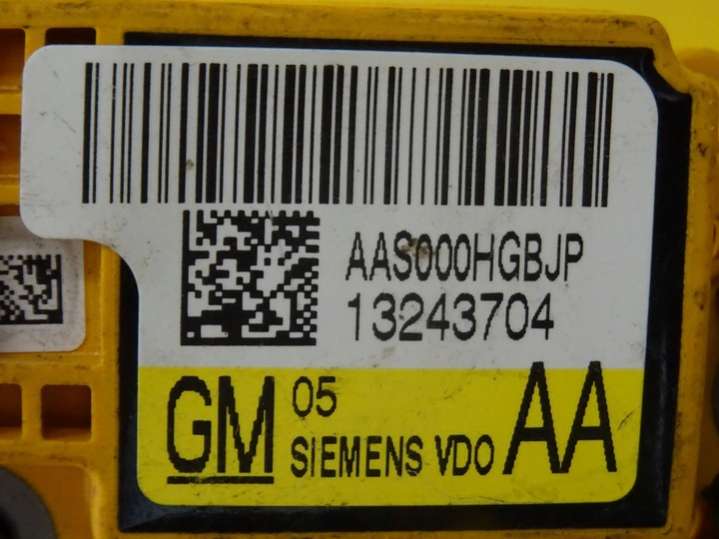 AAS000HGBJP
13243704
GM 05 AA
SIEMENS VDO